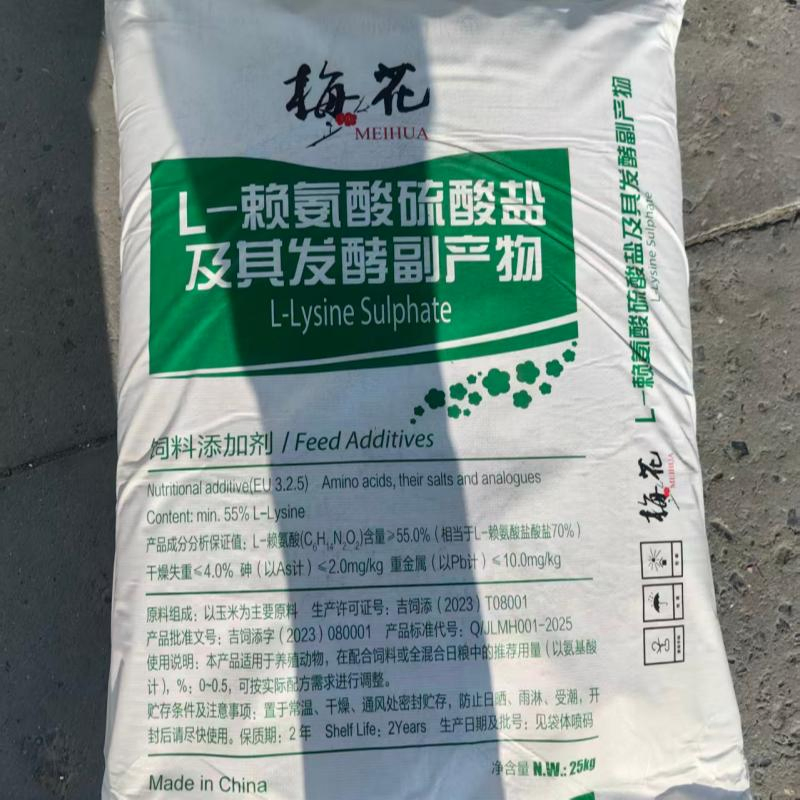 梅花
MEIHUA
L-赖氨酸硫酸盐
及其发酵副产物
L-Lysine Sulphate
饲料添加剂 / Feed Additives
Nutritional additive(EU 3.2.5) Amino acids, their salts and analogues
Content: min. 55% L-Lysine
产品成分分析保证值: L-赖氨酸(C₆H₁₄N₂O₂)含量≥55.0% (相当于L-赖氨酸盐酸盐70%)
干燥失重≤4.0% 砷 (以As计) ≤2.0mg/kg 重金属 (以Pb计) ≤10.0mg/kg
原料组成: 以玉米为主要原料 生产许可证号: 吉饲添 (2023) T08001
产品批准文号: 吉饲添字 (2023) 080001 产品标准代号: Q/JLMH001-2025
使用说明: 本产品适用于养殖动物, 在配合饲料或全混合日粮中的推荐用量 (以氨基酸
计) , %: 0~0.5, 可按实际配方需求进行调整。
贮存条件及注意事项: 置于常温、干燥、通风处密封贮存, 防止日晒、雨淋、受潮, 开
封后请尽快使用。保质期: 2年 Shelf Life: 2Years 生产日期及批号: 见袋体喷码
净含量 N.W.: 25kg
Made in China
L-赖氨酸硫酸盐及其发酵副产物
L-Lysine Sulphate
梅花
MEIHUA